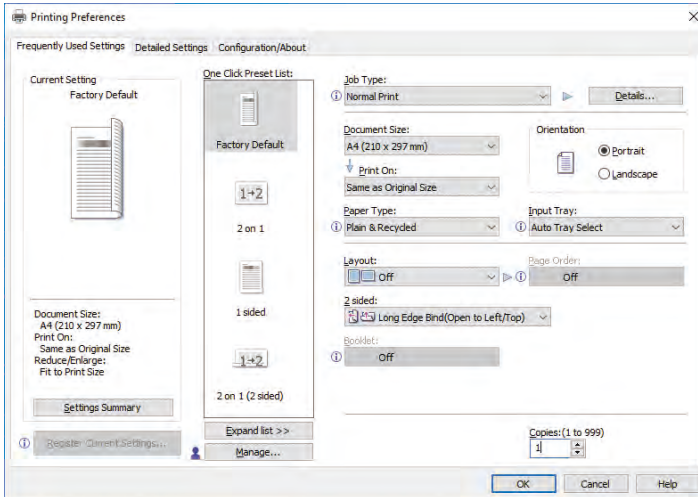 Printing Preferences
Frequently Used Settings
Detailed Settings
Configuration/About
Current Setting
Factory Default
Document Size:
A4 (210 x 297 mm)
Print On:
Same as Original Size
Reduce/Enlarge:
Fit to Print Size
Settings Summary
Register Current Settings...
One Click Preset List:
Factory Default
1→2
2 on 1
1 sided
1→2
2 on 1 (2 sided)
Expand list >>
Manage...
Job Type:
Normal Print
Details...
Document Size:
A4 (210 x 297 mm)
Print On:
Same as Original Size
Orientation
Portrait
Landscape
Paper Type:
Plain & Recycled
Input Tray:
Auto Tray Select
Layout:
Off
Page Order:
Off
2 sided:
Long Edge Bind(Open to Left/Top)
Booklet:
Off
Copies:(1 to 999)
1
OK
Cancel
Help